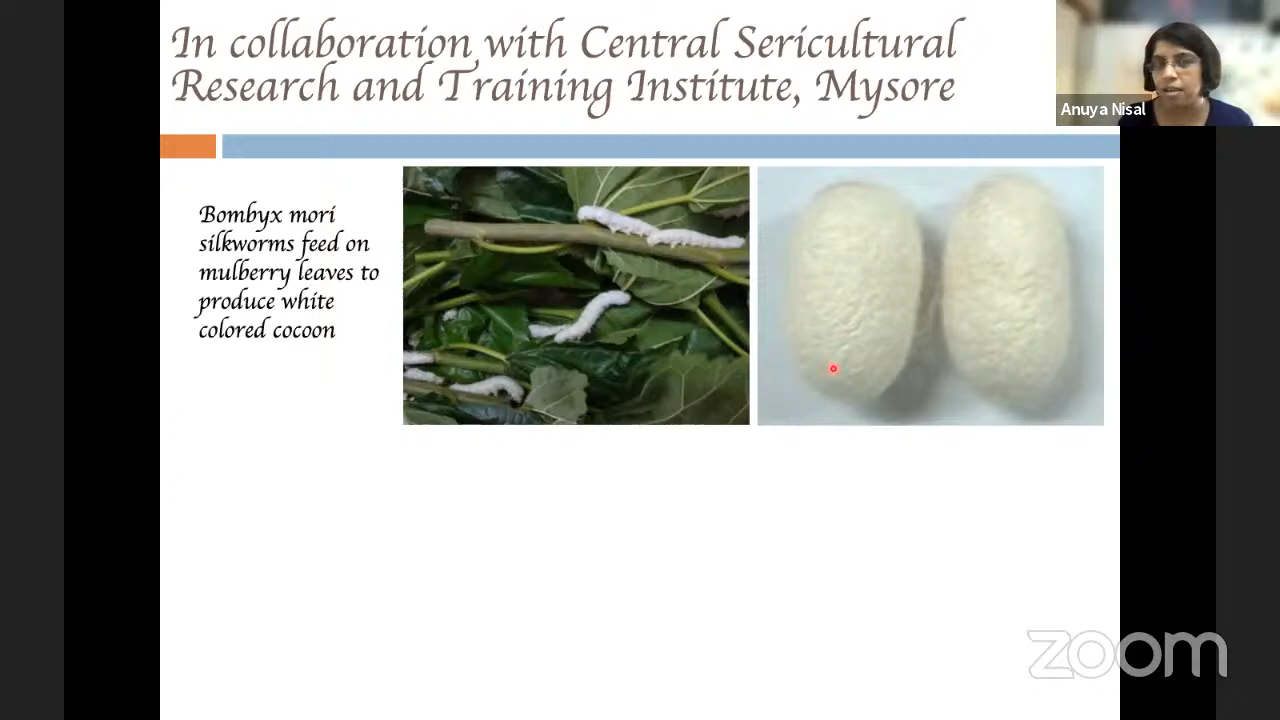 In collaboration with Central Sericultural
Research and Training Institute, Mysore
Anuya Nisal
Bombyx mori
silkworms feed on
mulberry leaves to
produce white
colored cocoon
zoom